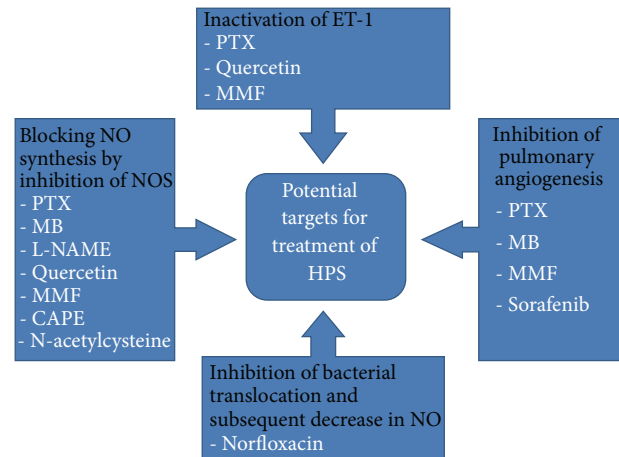 Inactivation of ET-1
- PTX
- Quercetin
- MMF
Blocking NO
synthesis by
inhibition of NOS
- PTX
- MB
- L-NAME
- Quercetin
- MMF
- CAPE
- N-acetylcysteine
Potential
targets for
treatment of
HPS
Inhibition of
pulmonary
angiogenesis
- PTX
- MB
- MMF
- Sorafenib
Inhibition of bacterial
translocation and
subsequent decrease in NO
- Norfloxacin